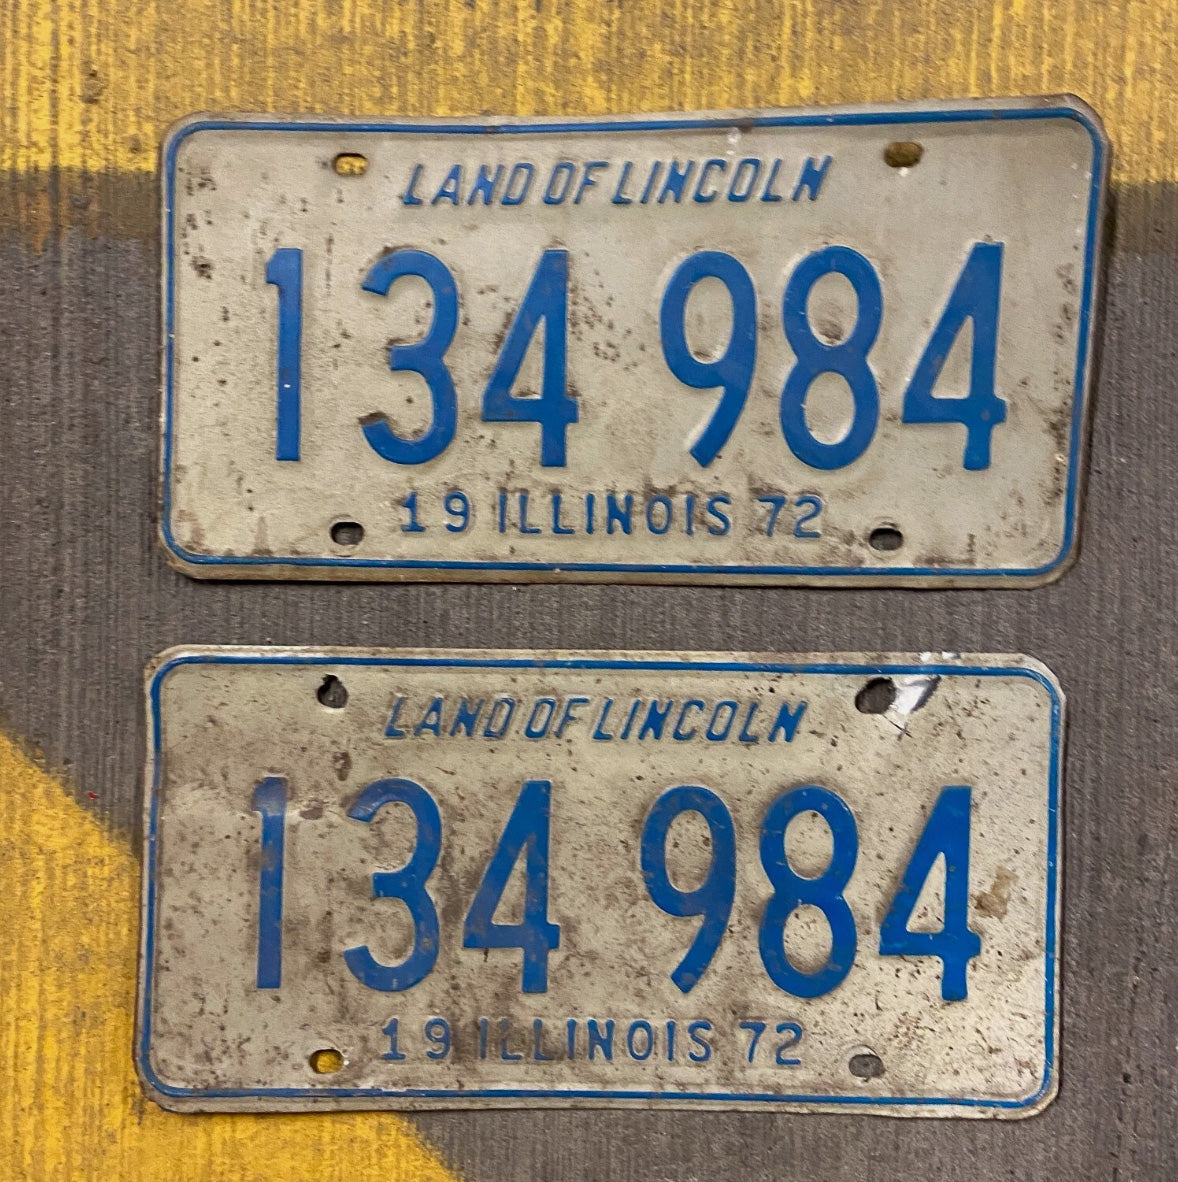 LAND OF LINCOLN
134 984
19 ILLINOIS 72
LAND OF LINCOLN
134 984
19 ILLINOIS 72